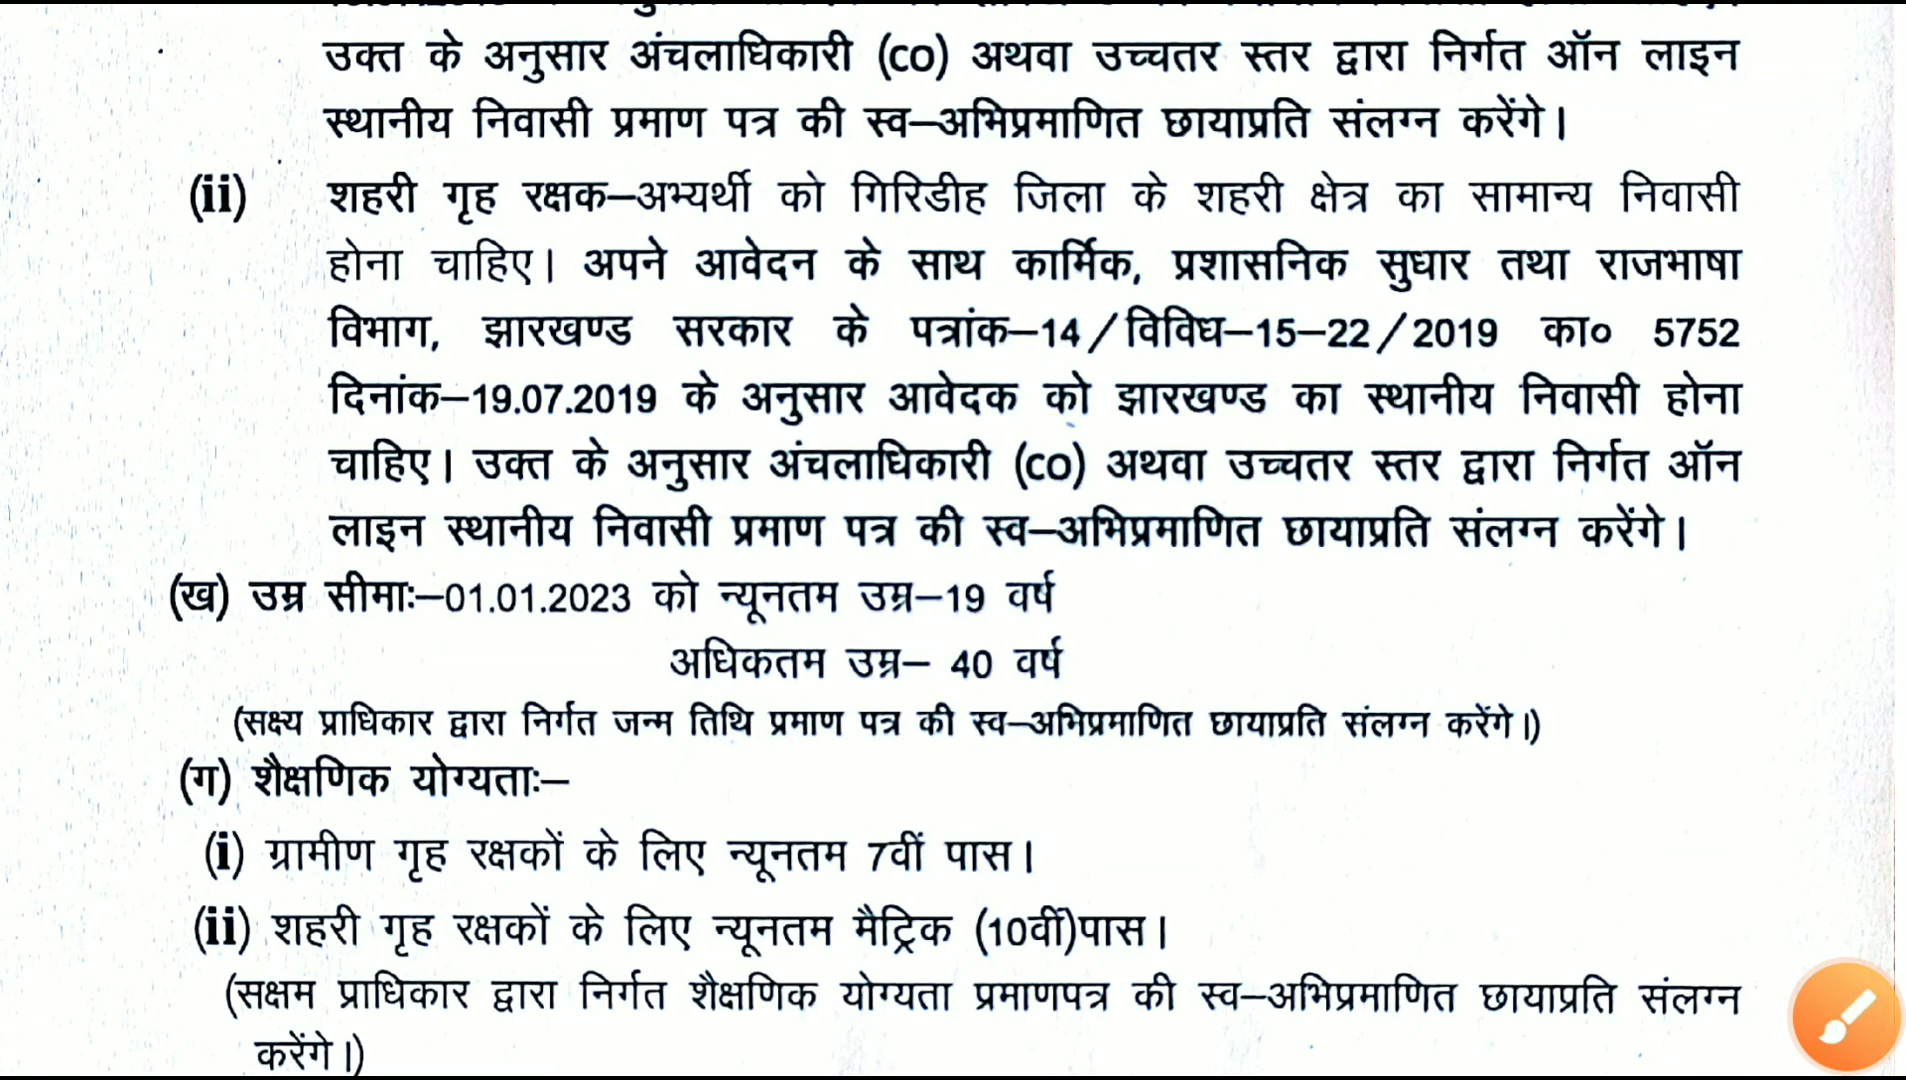 उक्त के अनुसार अंचलाधिकारी (co) अथवा उच्चतर स्तर द्वारा निर्गत ऑन लाइन
स्थानीय निवासी प्रमाण पत्र की स्व–अभिप्रमाणित छायाप्रति संलग्न करेंगे।
(ii) शहरी गृह रक्षक–अभ्यर्थी को गिरिडीह जिला के शहरी क्षेत्र का सामान्य निवासी
होना चाहिए। अपने आवेदन के साथ कार्मिक, प्रशासनिक सुधार तथा राजभाषा
विभाग, झारखण्ड सरकार के पत्रांक–14/विविध–15–22/2019 का० 5752
दिनांक–19.07.2019 के अनुसार आवेदक को झारखण्ड का स्थानीय निवासी होना
चाहिए। उक्त के अनुसार अंचलाधिकारी (co) अथवा उच्चतर स्तर द्वारा निर्गत ऑन
लाइन स्थानीय निवासी प्रमाण पत्र की स्व–अभिप्रमाणित छायाप्रति संलग्न करेंगे।
(ख) उम्र सीमाः–01.01.2023 को न्यूनतम उम्र–19 वर्ष
अधिकतम उम्र– 40 वर्ष
(सक्ष्य प्राधिकार द्वारा निर्गत जन्म तिथि प्रमाण पत्र की स्व–अभिप्रमाणित छायाप्रति संलग्न करेंगे।)
(ग) शैक्षणिक योग्यताः–
(i) ग्रामीण गृह रक्षकों के लिए न्यूनतम 7वीं पास।
(ii) शहरी गृह रक्षकों के लिए न्यूनतम मैट्रिक (10वीं)पास।
(सक्षम प्राधिकार द्वारा निर्गत शैक्षणिक योग्यता प्रमाणपत्र की स्व–अभिप्रमाणित छायाप्रति संलग्न
करेंगे।)